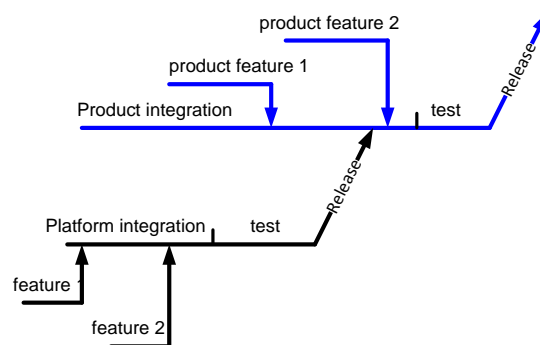 product feature 2
product feature 1
Release
Product integration
test
Release
Platform integration
test
feature 1
feature 2